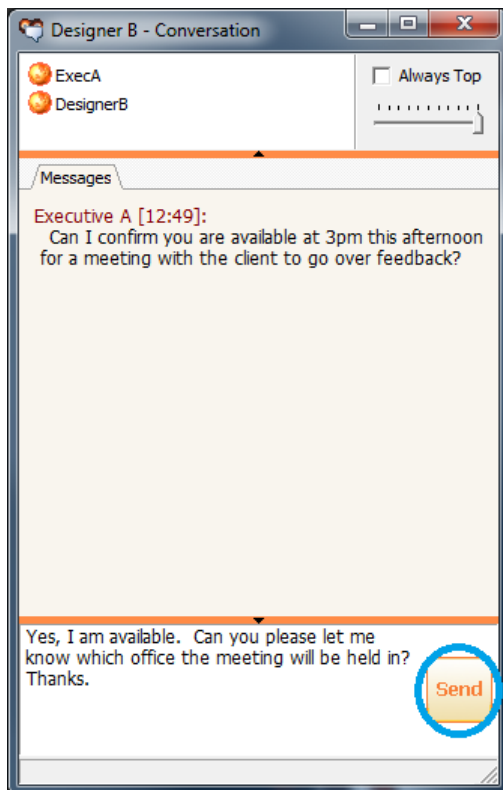 Designer B - Conversation
ExecA
Always Top
DesignerB
Messages
Executive A [12:49]:
Can I confirm you are available at 3pm this afternoon
for a meeting with the client to go over feedback?
Yes, I am available.  Can you please let me
know which office the meeting will be held in?
Thanks.
Send